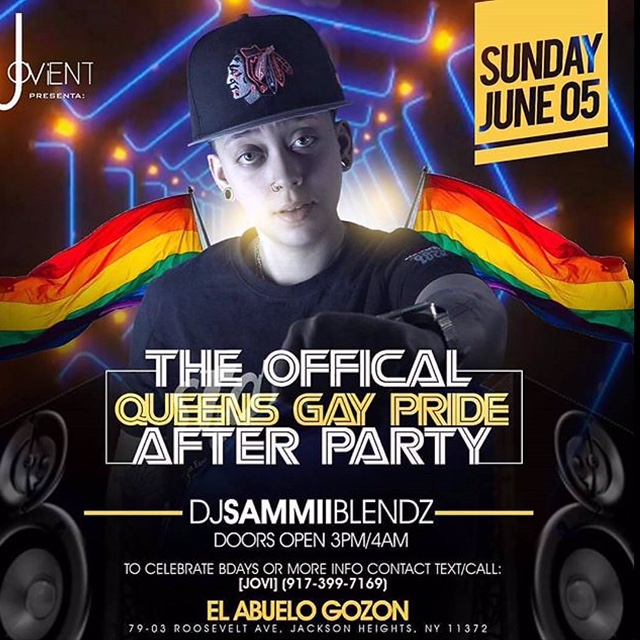 JOViENT
PRESENTA:
SUNDAY
JUNE 05
THE OFFICAL
QUEENS GAY PRIDE
AFTER PARTY
DJSAMMIIBLENDZ
DOORS OPEN 3PM/4AM
TO CELEBRATE BDAYS OR MORE INFO CONTACT TEXT/CALL:
[JOVI] (917-399-7169)
EL ABUELO GOZON
79-03 ROOSEVELT AVE, JACKSON HEIGHTS, NY 11372